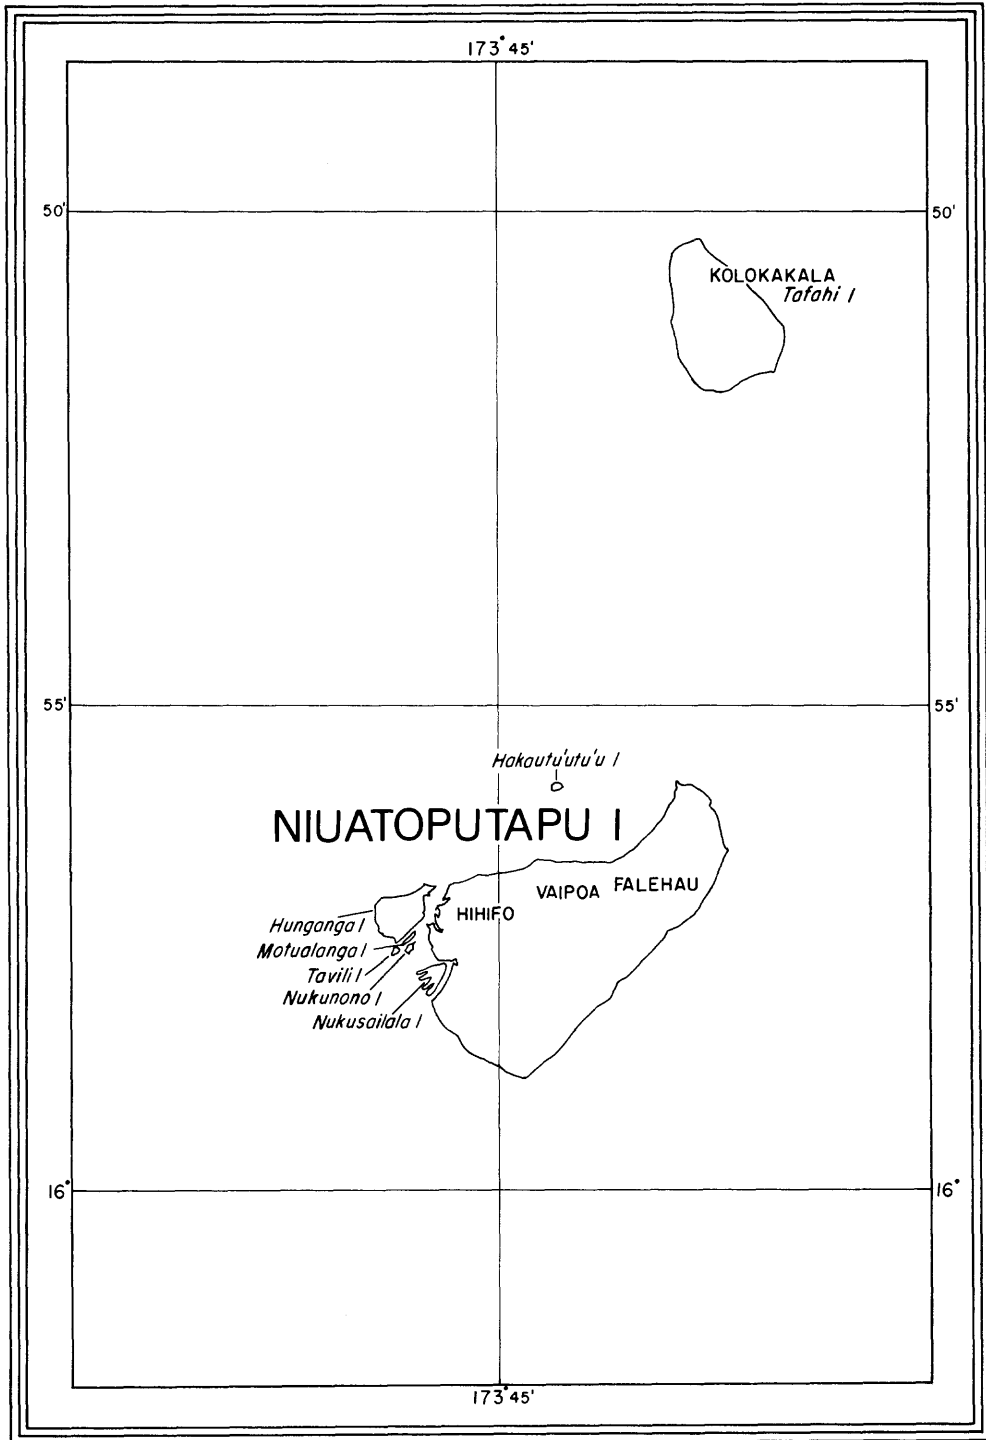 173°45'
50' 50'
KOLOKAKALA
Tafahi I
55' 55'
Hakautu'utu'u I
NIUATOPUTAPU I
VAIPOA FALEHAU
HIHIFO
Hunganga I
Motualanga I
Tavili I
Nukunono I
Nukusailala I
16° 16°
173°45'